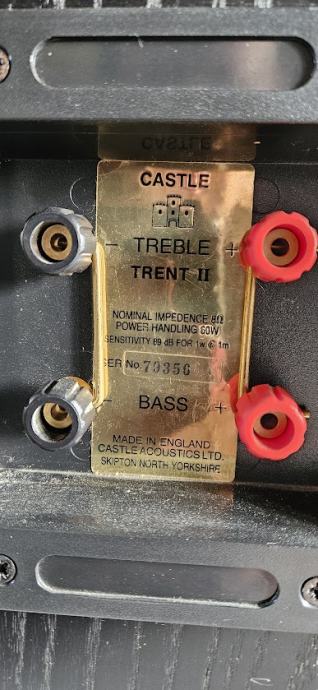 CASTLE
CASTLE
- TREBLE +
TRENT II
NOMINAL IMPEDENCE 8Ω
POWER HANDLING 60W
SENSITIVITY 89 dB FOR 1w @ 1m
SER No 70356
- BASS +
MADE IN ENGLAND
CASTLE ACOUSTICS LTD.
SKIPTON NORTH YORKSHIRE